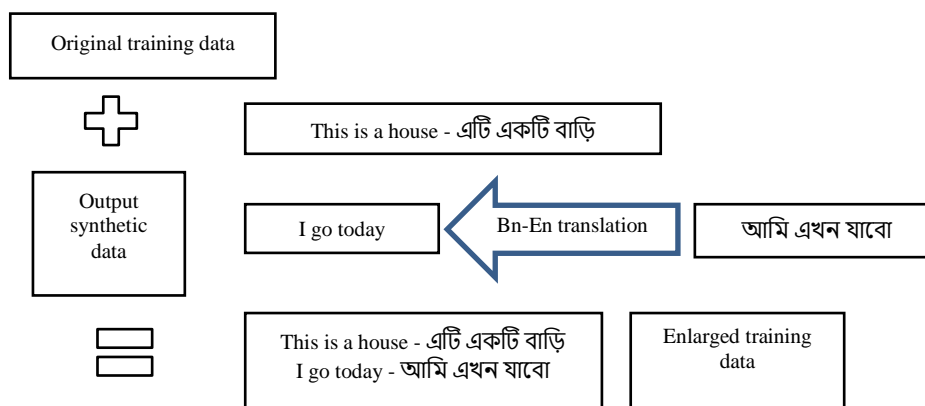 Original training data
This is a house - এটি একটি বাড়ি
Output
synthetic
data
I go today
Bn-En translation
আমি এখন যাবো
This is a house - এটি একটি বাড়ি
I go today - আমি এখন যাবো
Enlarged training
data